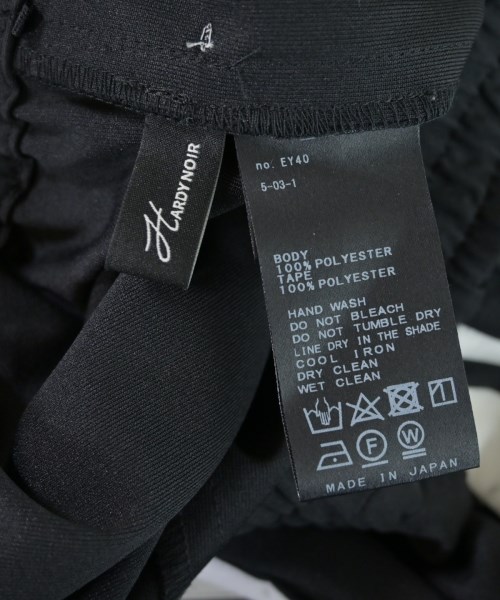 HARDY NOIR
no. EY40
5-03-1
BODY
100% POLYESTER
TAPE
100% POLYESTER
HAND WASH
DO NOT BLEACH
DO NOT TUMBLE DRY
LINE DRY IN THE SHADE
COOL IRON
DRY CLEAN
WET CLEAN
F W
MADE IN JAPAN